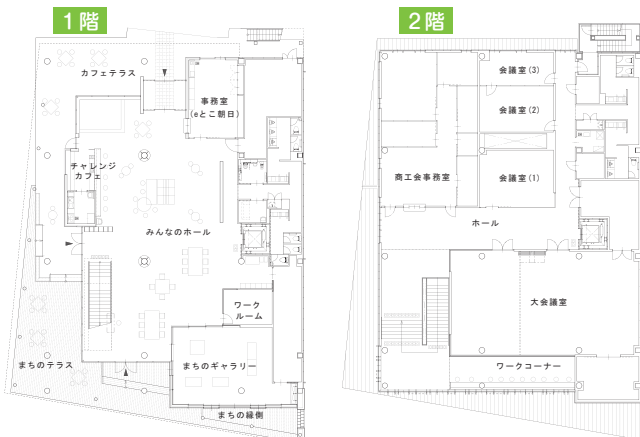 1階
カフェテラス
事務室
(eとこ朝日)
チャレンジ
カフェ
みんなのホール
ワーク
ルーム
まちのテラス
まちのギャラリー
まちの縁側
2階
会議室(3)
会議室(2)
商工会事務室
会議室(1)
ホール
大会議室
ワークコーナー